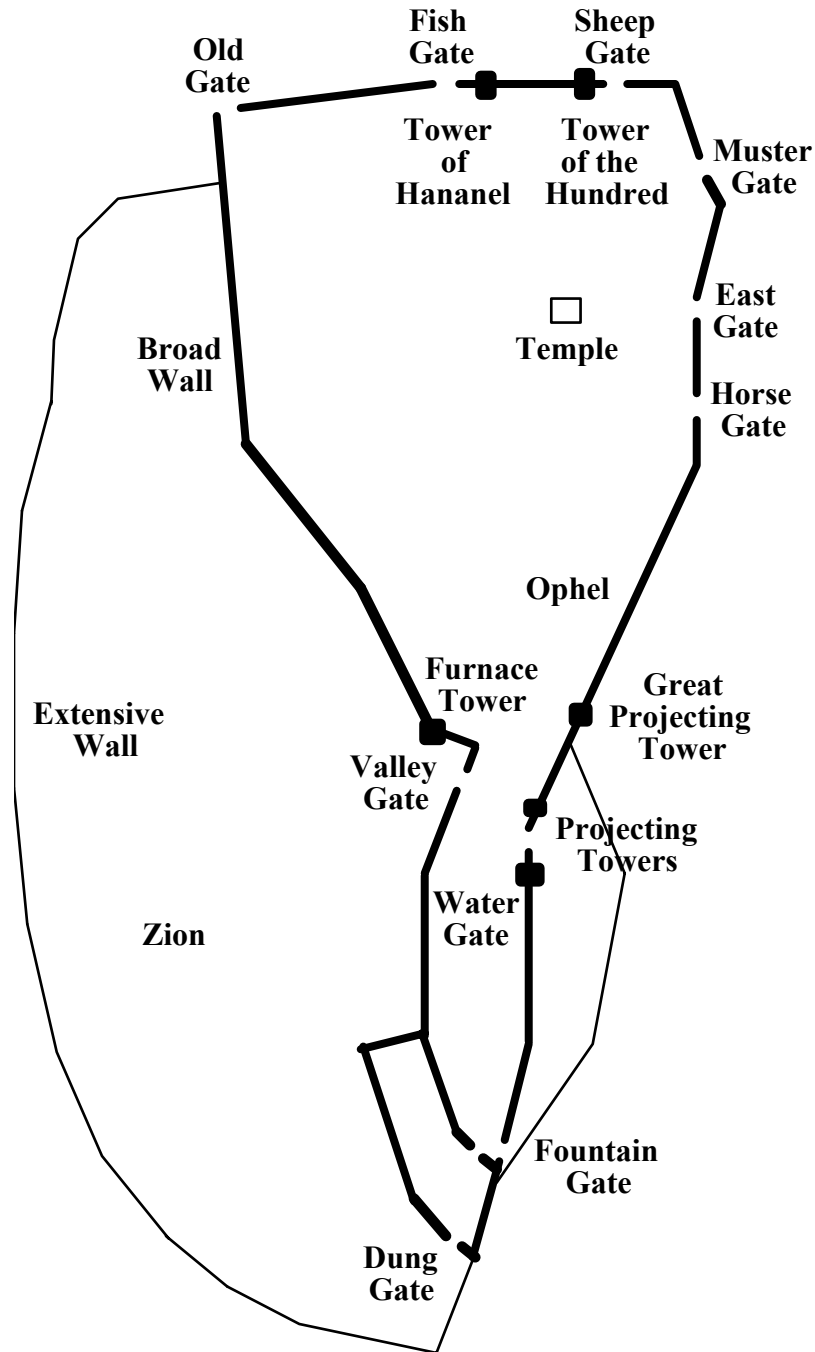 Old
Gate
Fish
Gate
Sheep
Gate
Tower
of
Hananel
Tower
of the
Hundred
Muster
Gate
Temple
East
Gate
Broad
Wall
Horse
Gate
Ophel
Furnace
Tower
Great
Projecting
Tower
Extensive
Wall
Valley
Gate
Projecting
Towers
Water
Gate
Zion
Fountain
Gate
Dung
Gate